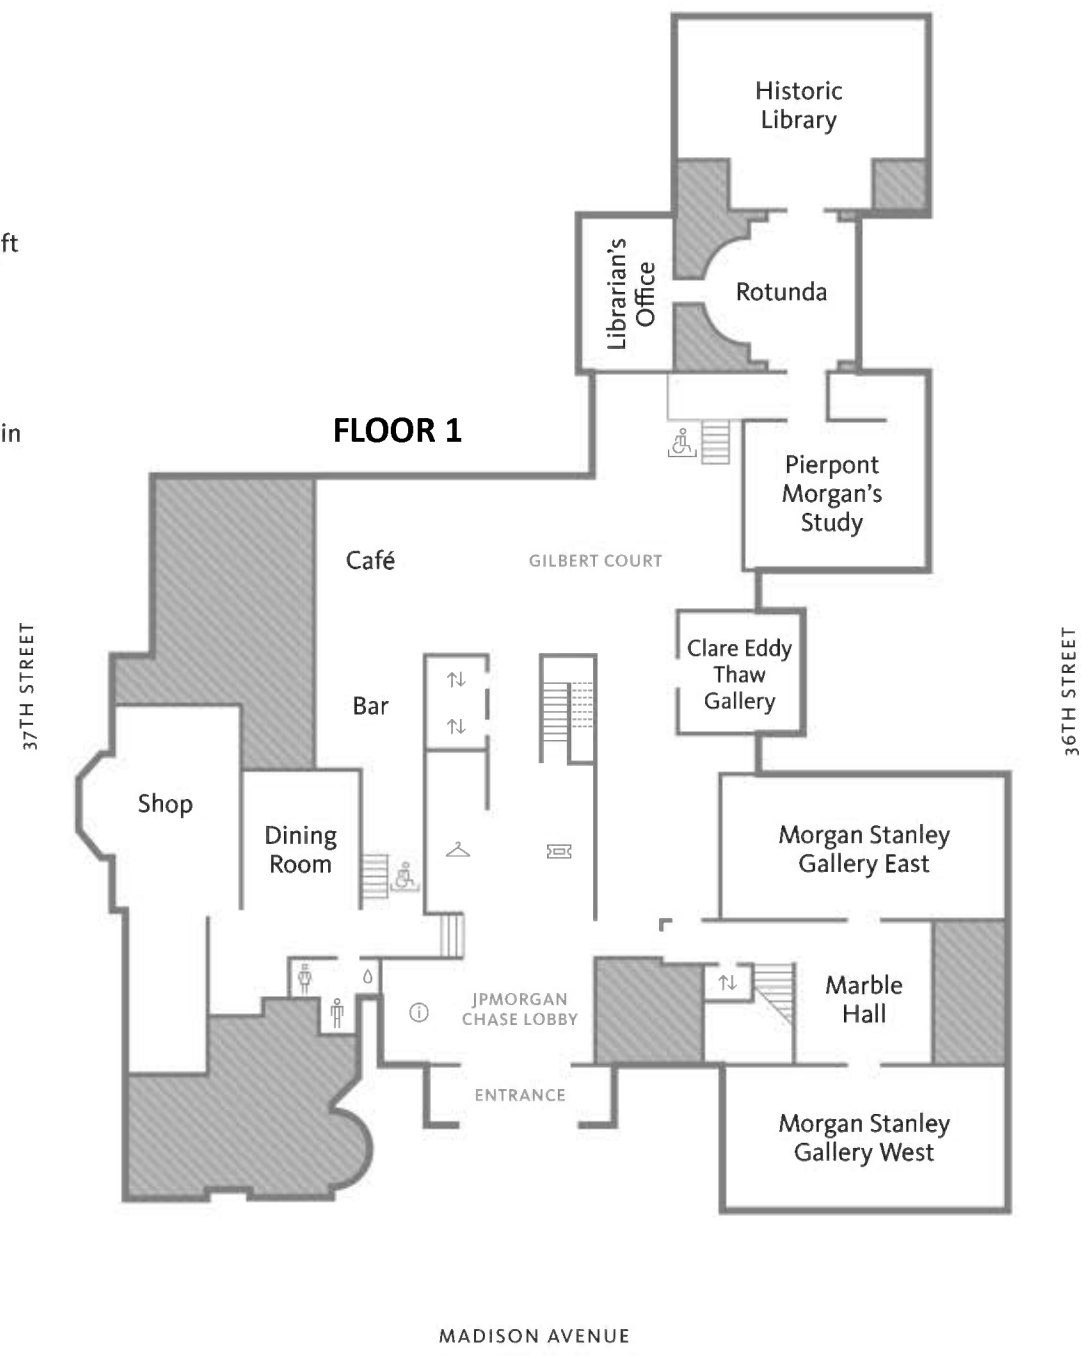 Historic
Library
ft
Librarian's
Office
Rotunda
in
FLOOR 1
Pierpont
Morgan's
Study
Café
GILBERT COURT
37TH STREET
36TH STREET
Clare Eddy
Thaw
Gallery
Bar
Shop
Dining
Room
Morgan Stanley
Gallery East
Marble
Hall
JPMORGAN
CHASE LOBBY
ENTRANCE
Morgan Stanley
Gallery West
MADISON AVENUE